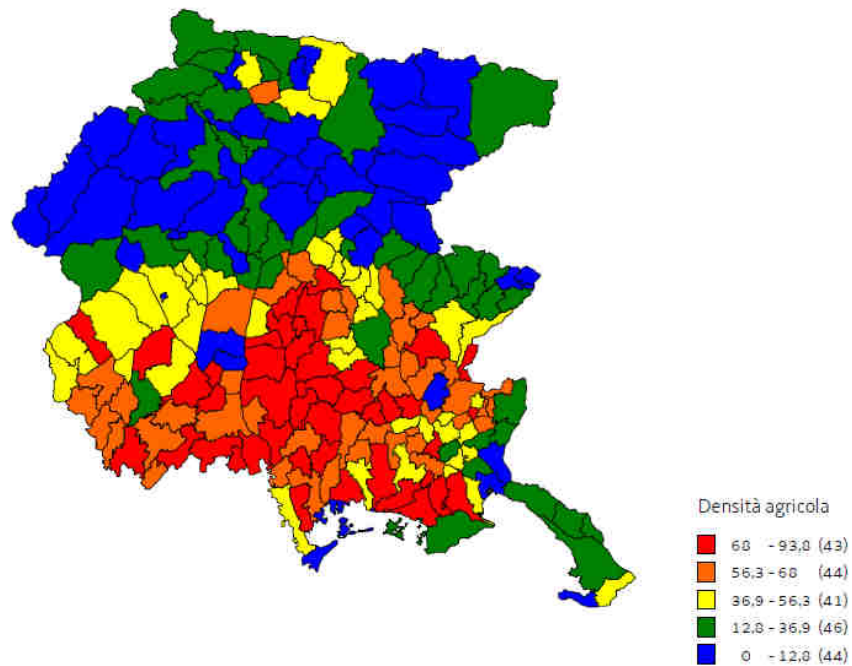 Densità agricola
68 - 93,8 (43)
56,3 - 68 (44)
36,9 - 56,3 (41)
12,8 - 36,9 (46)
0 - 12,8 (44)